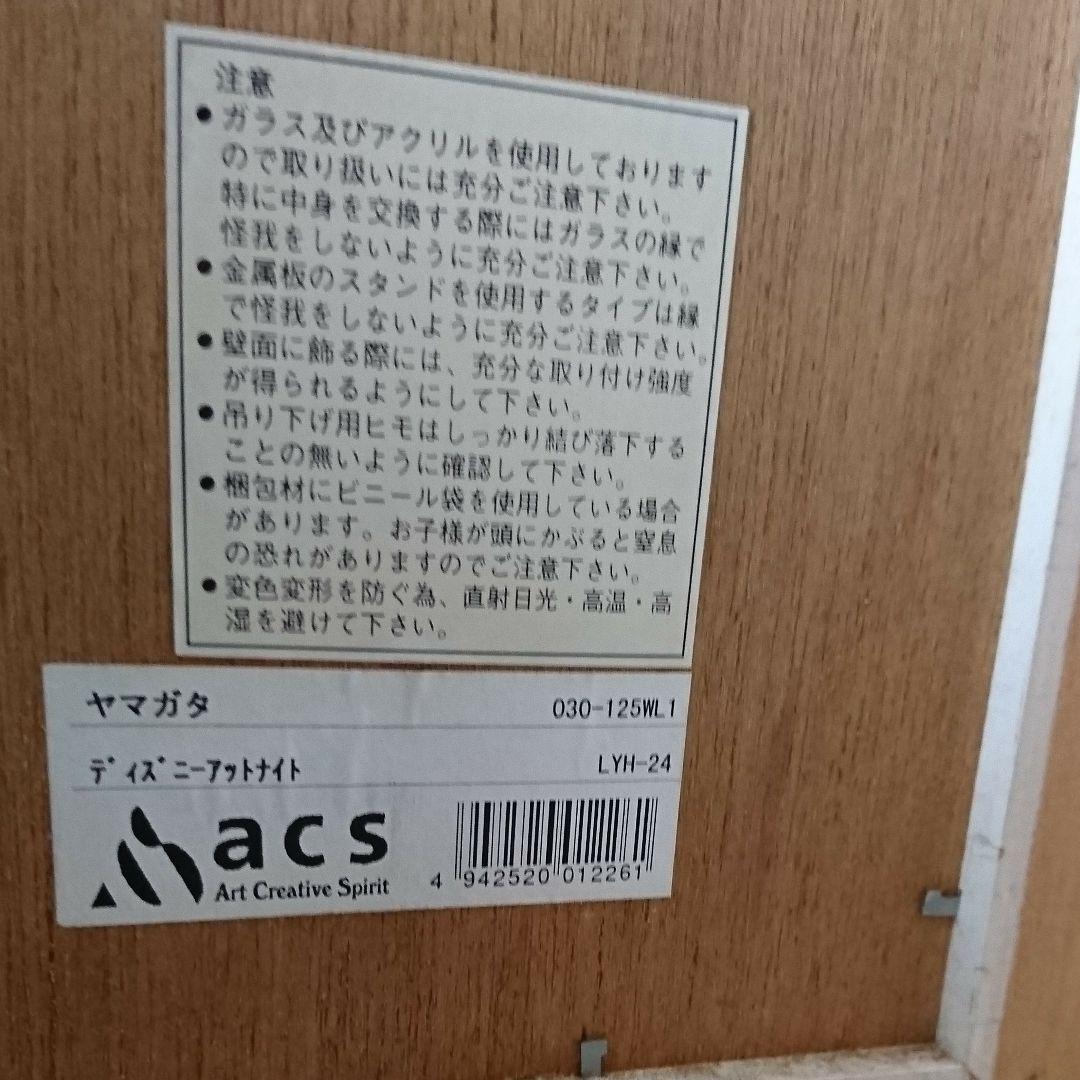 注意
●ガラス及びアクリルを使用しております
ので取り扱いには充分ご注意下さい。
特に中身を交換する際にはガラスの縁で
怪我をしないように充分ご注意下さい。
●金属板のスタンドを使用するタイプは縁
で怪我をしないように充分ご注意下さい。
●壁面に飾る際には、充分な取り付け強度
が得られるようにして下さい。
●吊り下げ用ヒモはしっかり結び落下する
ことの無いように確認して下さい。
●梱包材にビニール袋を使用している場合
があります。お子様が頭にかぶると窒息
の恐れがありますのでご注意下さい。
●変色変形を防ぐ為、直射日光・高温・高
湿を避けて下さい。
ヤマガタ 030-125WL1
ディズニーアットナイト LYH-24
acs
Art Creative Spirit
4 942520 012261